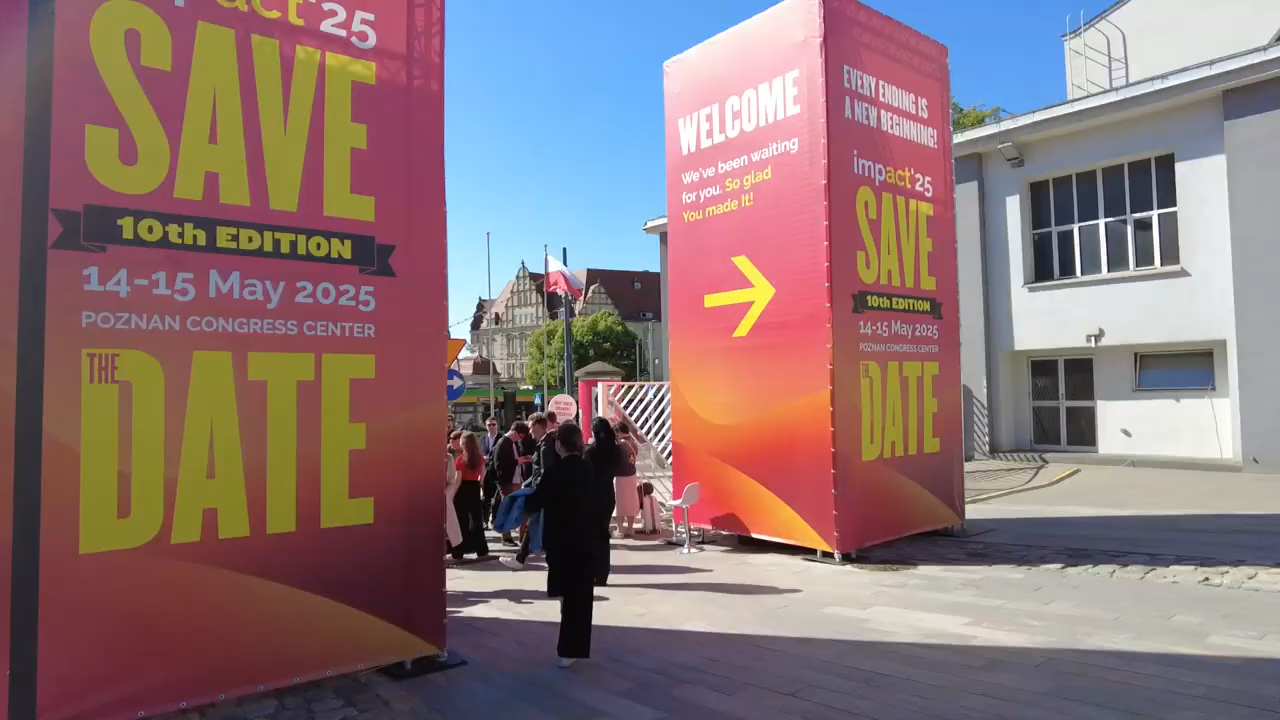 impact'25
SAVE
10th EDITION
14-15 May 2025
POZNAN CONGRESS CENTER
THE
DATE
WELCOME
We've been waiting
for you. So glad
You made It!
EVERY ENDING IS
A NEW BEGINNING!
impact'25
SAVE
10th EDITION
14-15 May 2025
POZNAN CONGRESS CENTER
THE
DATE